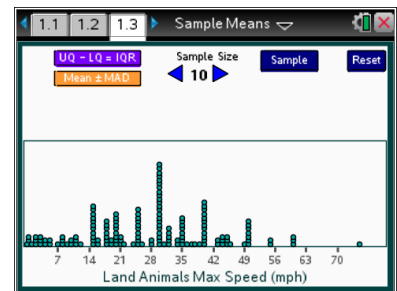 1.1 1.2 1.3 Sample Means
UQ - LQ = IQR Sample Size Sample Reset
Mean ± MAD 10
7 14 21 28 35 42 49 56 63 70
Land Animals Max Speed (mph)